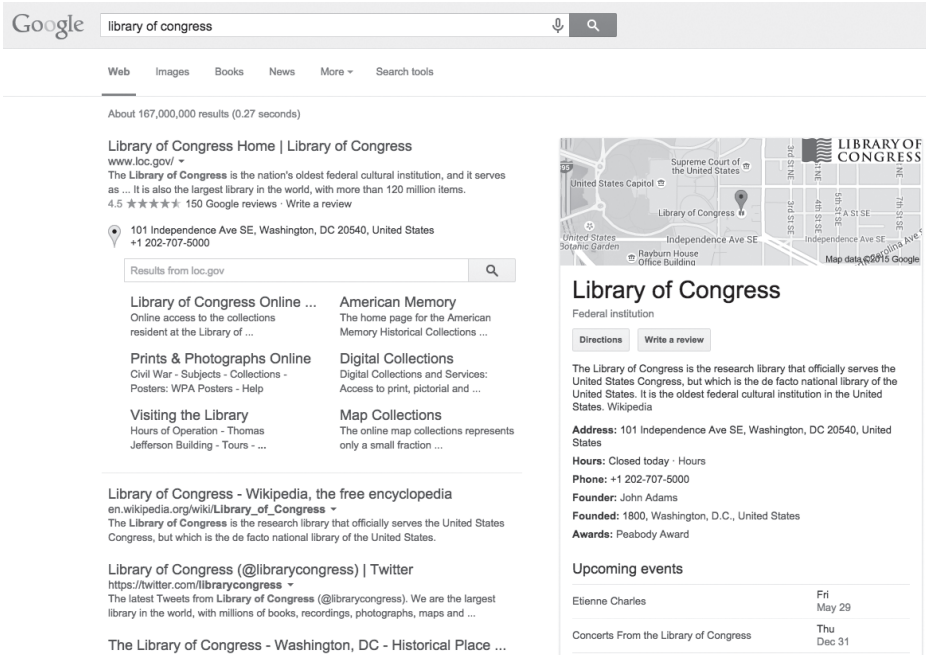 Google
library of congress
Web Images Books News More Search tools
About 167,000,000 results (0.27 seconds)
Library of Congress Home | Library of Congress
www.loc.gov/
The Library of Congress is the nation's oldest federal cultural institution, and it serves
as ... It is also the largest library in the world, with more than 120 million items.
4.5 150 Google reviews · Write a review
101 Independence Ave SE, Washington, DC 20540, United States
+1 202-707-5000
Results from loc.gov
Library of Congress Online ...
Online access to the collections
resident at the Library of ...
American Memory
The home page for the American
Memory Historical Collections ...
Prints & Photographs Online
Civil War - Subjects - Collections -
Posters: WPA Posters - Help
Digital Collections
Digital Collections and Services:
Access to print, pictorial and ...
Visiting the Library
Hours of Operation - Thomas
Jefferson Building - Tours - ...
Map Collections
The online map collections represents
only a small fraction ...
Library of Congress - Wikipedia, the free encyclopedia
en.wikipedia.org/wiki/Library_of_Congress
The Library of Congress is the research library that officially serves the United States
Congress, but which is the de facto national library of the United States.
Library of Congress (@librarycongress) | Twitter
https://twitter.com/librarycongress
The latest Tweets from Library of Congress (@librarycongress). We are the largest
library in the world, with millions of books, recordings, photographs, maps and ...
The Library of Congress - Washington, DC - Historical Place ...
LIBRARY OF
CONGRESS
Supreme Court of
the United States
United States Capitol
Library of Congress
United States
Botanic Garden
Independence Ave SE
Rayburn House
Office Building
3rd St NE
3rd St SE
4th St SE
5th St SE
A St SE
7th St SE
Independence Ave SE
Map data ©2015 Google
Library of Congress
Federal institution
Directions
Write a review
The Library of Congress is the research library that officially serves the
United States Congress, but which is the de facto national library of the
United States. It is the oldest federal cultural institution in the United
States. Wikipedia
Address: 101 Independence Ave SE, Washington, DC 20540, United
States
Hours: Closed today · Hours
Phone: +1 202-707-5000
Founder: John Adams
Founded: 1800, Washington, D.C., United States
Awards: Peabody Award
Upcoming events
Etienne Charles
Fri
May 29
Concerts From the Library of Congress
Thu
Dec 31